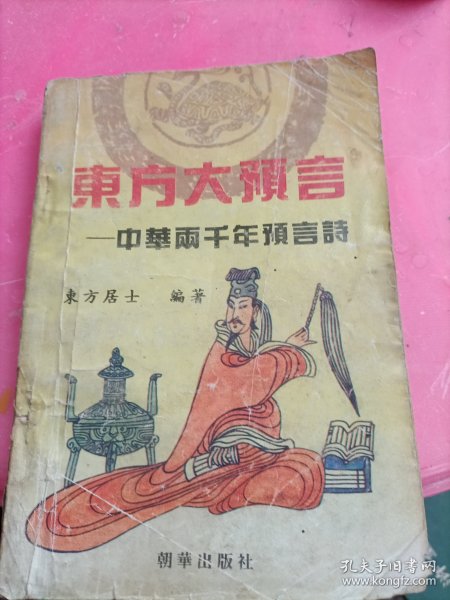 東方大預言
—中華兩千年預言詩
東方居士 編著
朝華出版社
孔夫子旧书网
www.kongfz.com